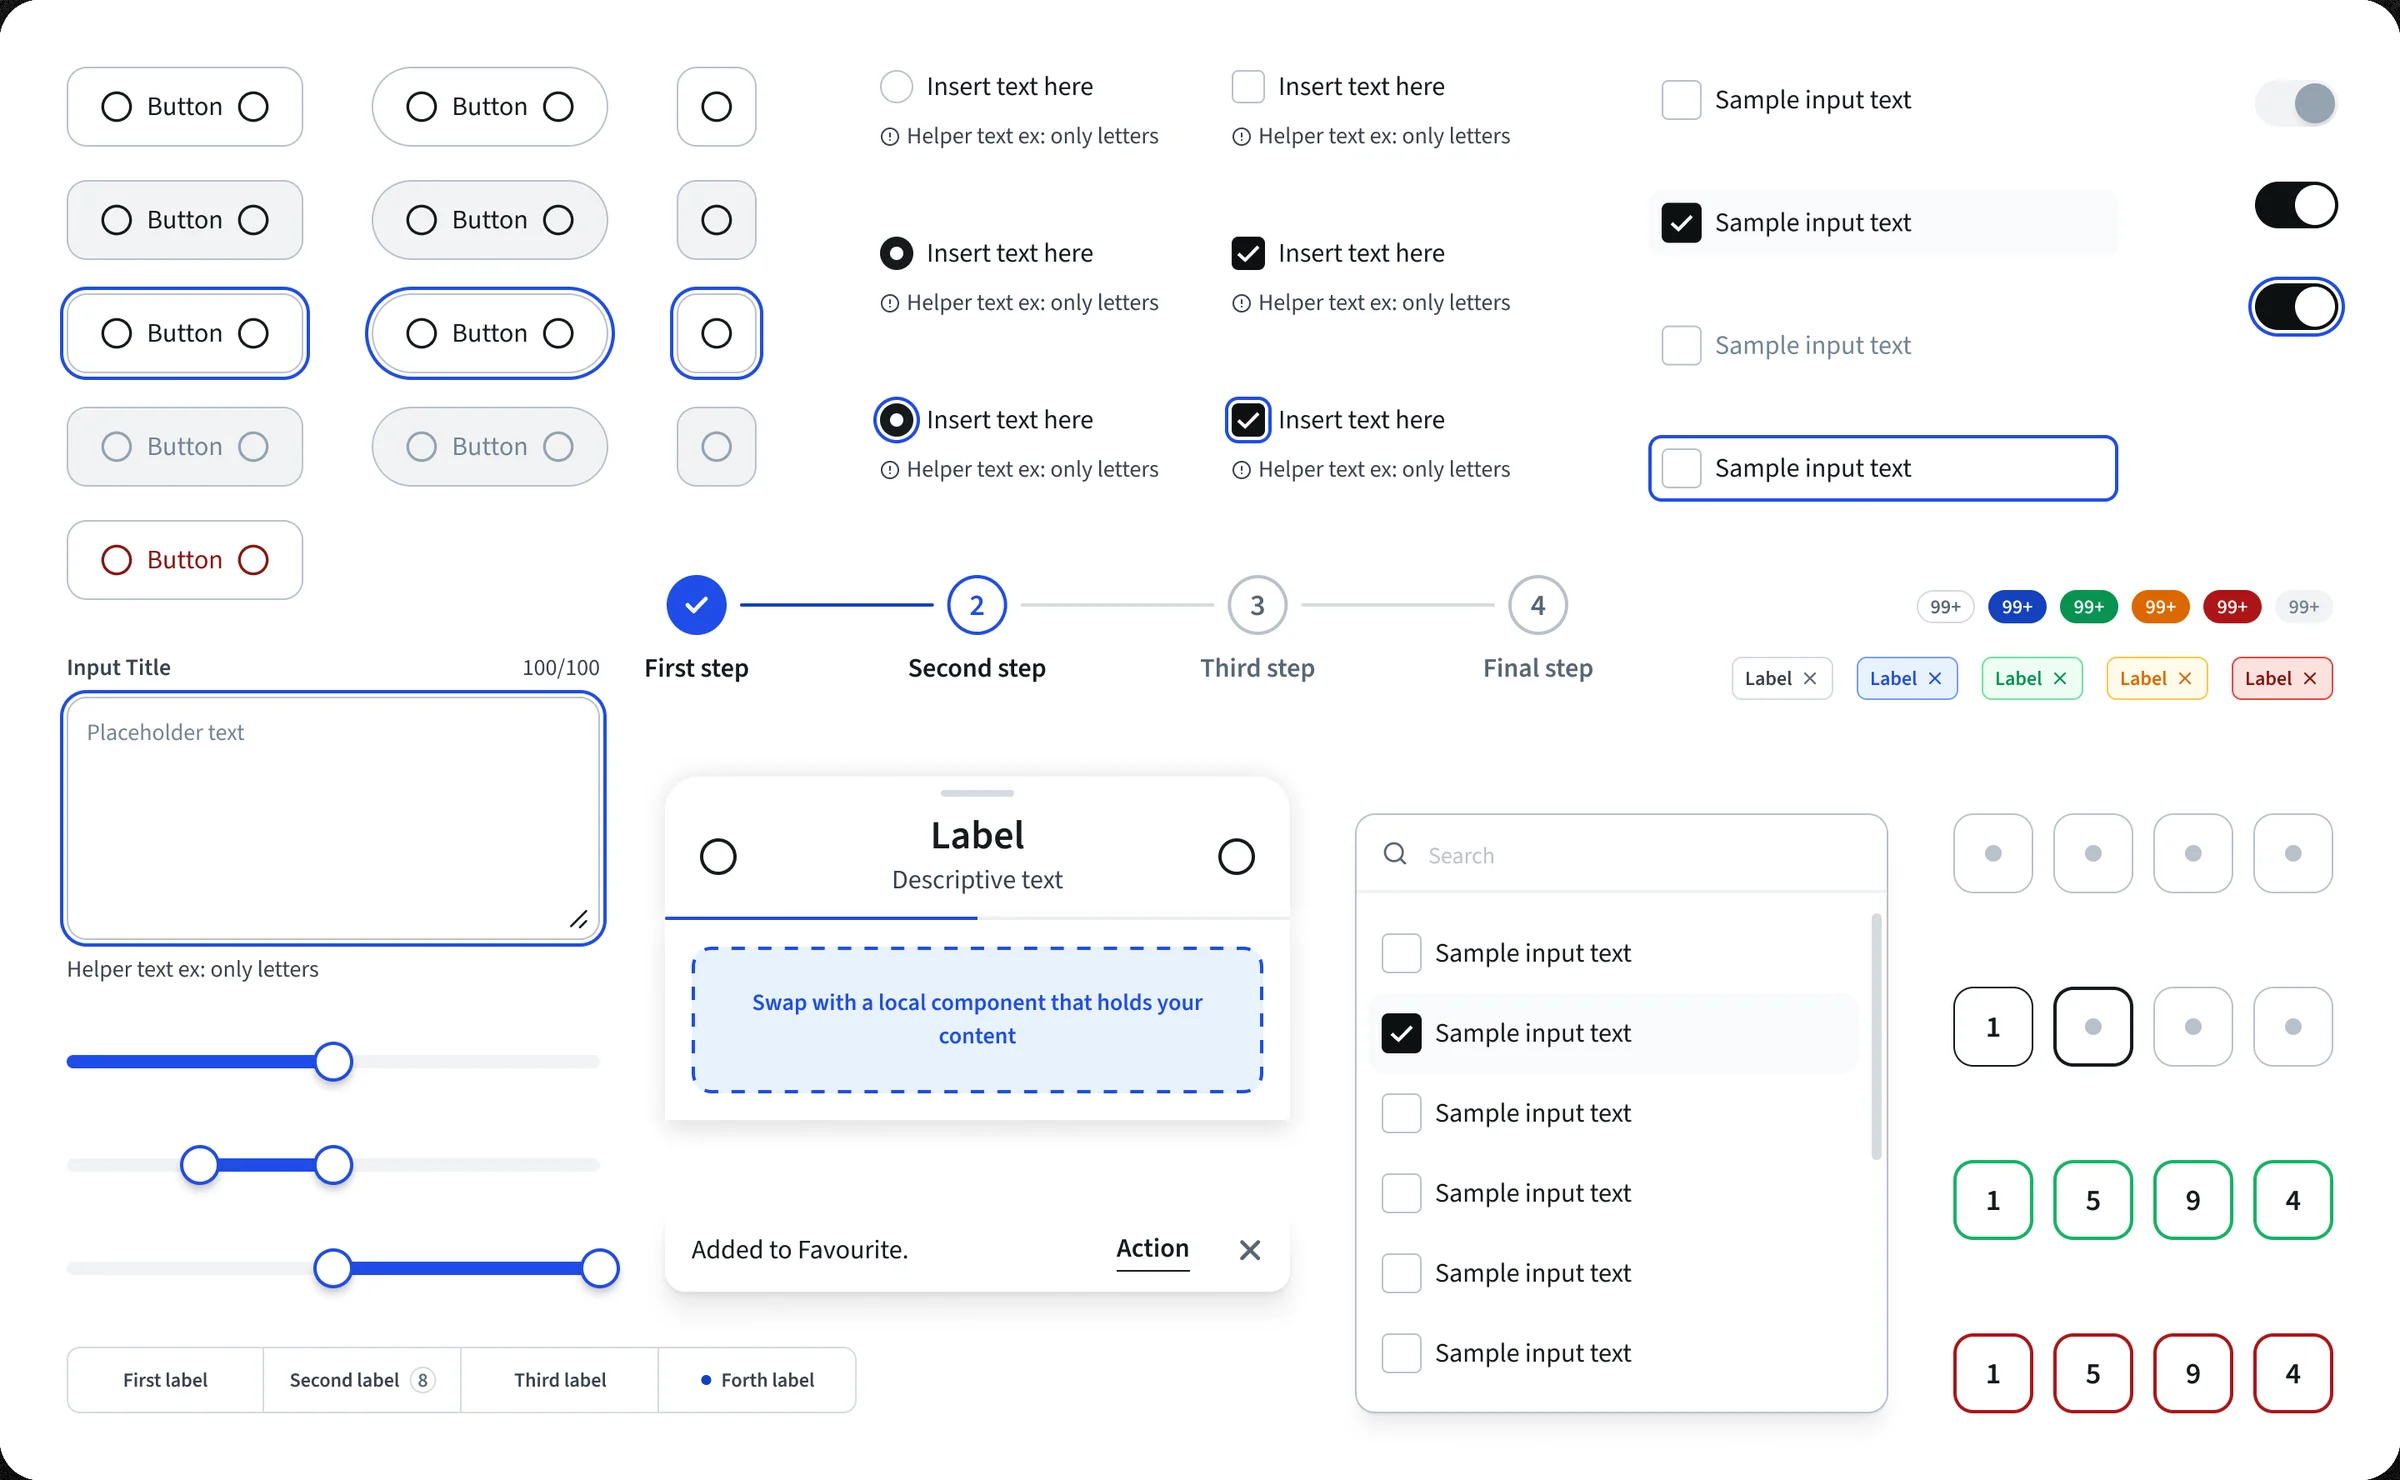 Button
Button
Button
Button
Button
Button
Button
Button
Button
Insert text here
Helper text ex: only letters
Insert text here
Helper text ex: only letters
Insert text here
Helper text ex: only letters
Insert text here
Helper text ex: only letters
Insert text here
Helper text ex: only letters
Insert text here
Helper text ex: only letters
Sample input text
Sample input text
Sample input text
Sample input text
2
3
4
First step
Second step
Third step
Final step
99+
99+
99+
99+
99+
99+
Label
Label
Label
Label
Label
Input Title
100/100
Placeholder text
Helper text ex: only letters
Label
Descriptive text
Swap with a local component that holds your
content
Added to Favourite.
Action
First label
Second label 8
Third label
Forth label
Search
Sample input text
Sample input text
Sample input text
Sample input text
Sample input text
Sample input text
1
1 5 9 4
1 5 9 4